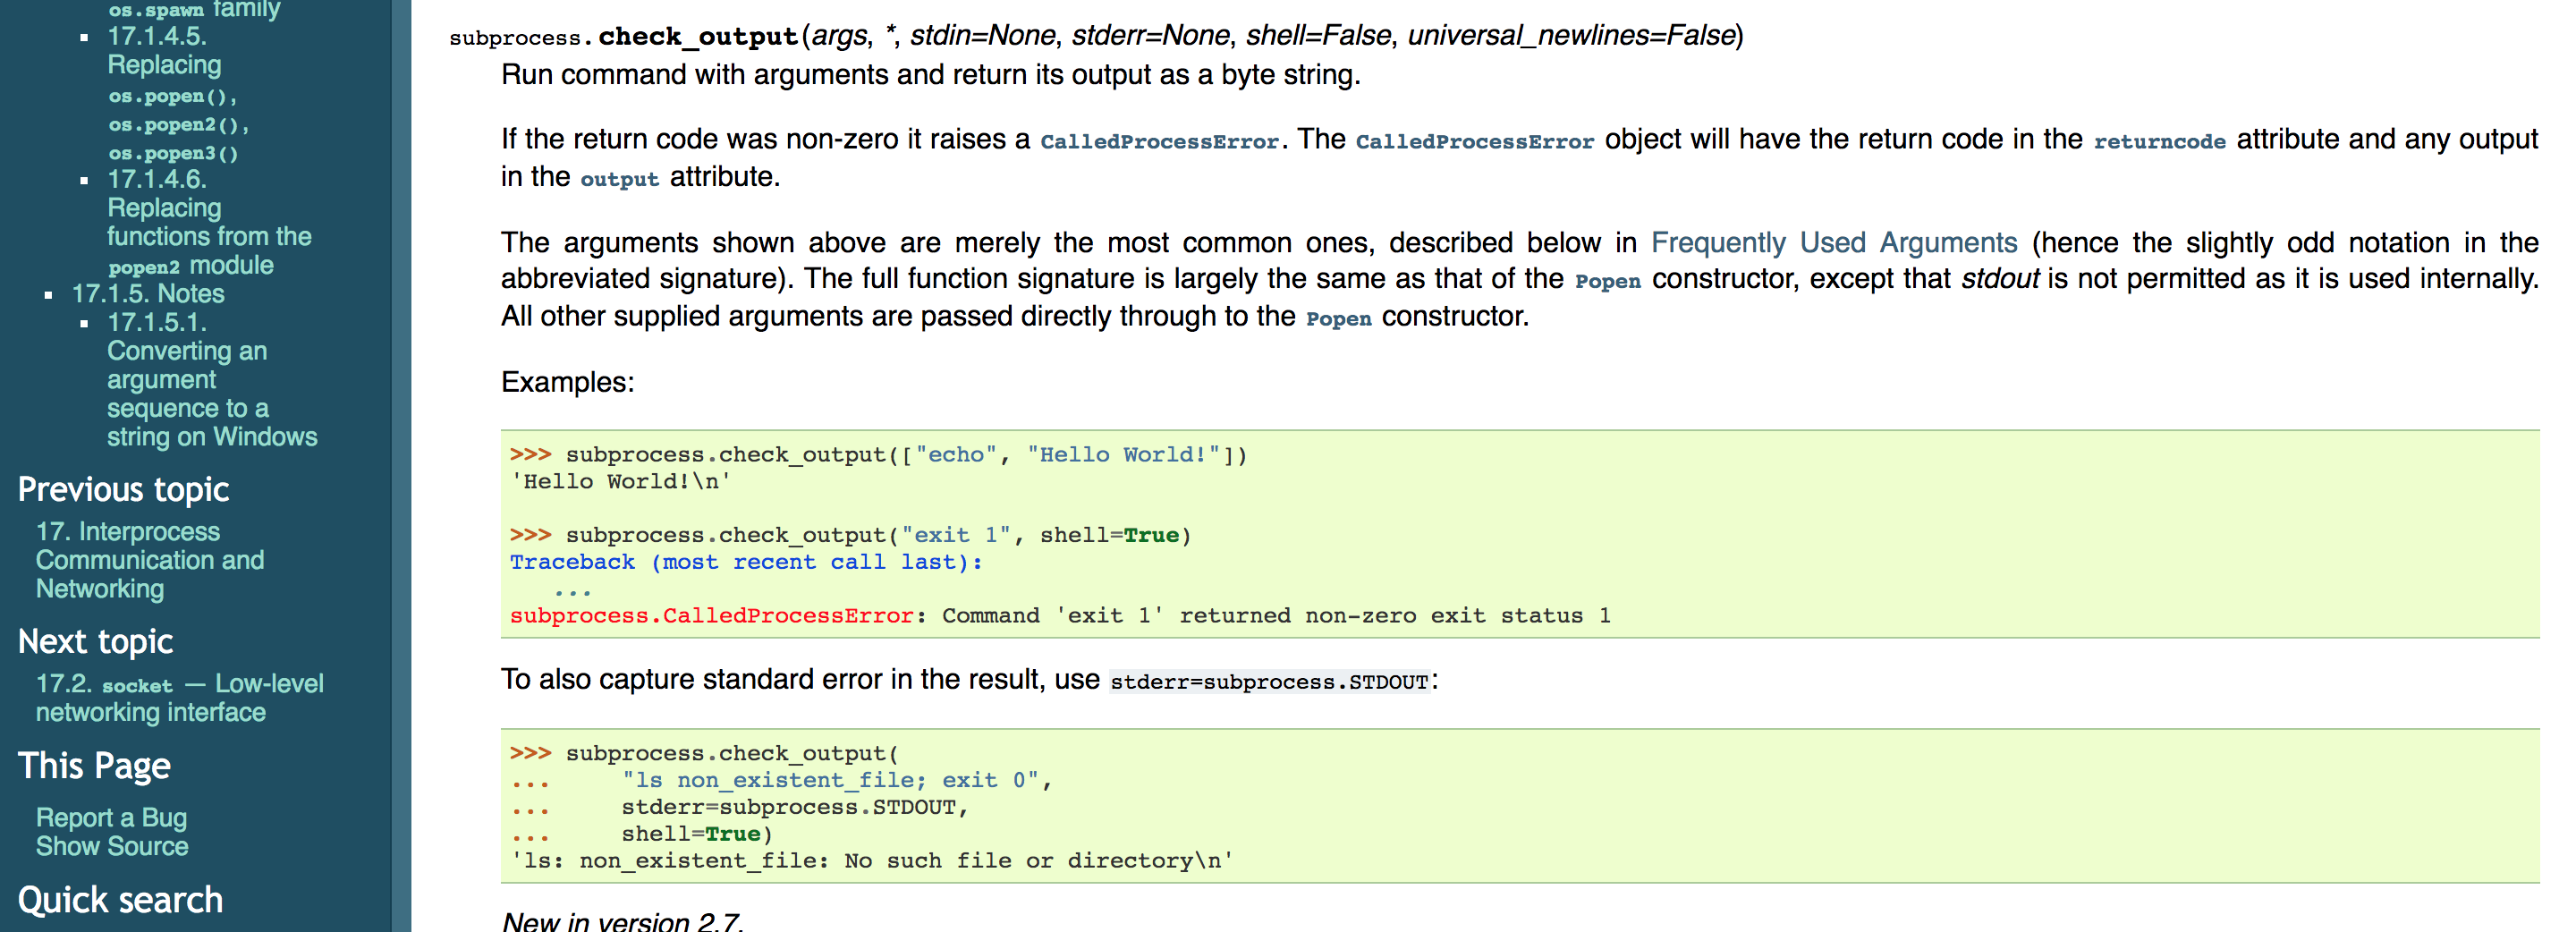 os.spawn family
▪ 17.1.4.5.
Replacing
os.popen(),
os.popen2(),
os.popen3()
▪ 17.1.4.6.
Replacing
functions from the
popen2 module
▪ 17.1.5. Notes
▪ 17.1.5.1.
Converting an
argument
sequence to a
string on Windows
Previous topic
17. Interprocess
Communication and
Networking
Next topic
17.2. socket — Low-level
networking interface
This Page
Report a Bug
Show Source
Quick search
subprocess.check_output(args, *, stdin=None, stderr=None, shell=False, universal_newlines=False)
Run command with arguments and return its output as a byte string.
If the return code was non-zero it raises a CalledProcessError. The CalledProcessError object will have the return code in the returncode attribute and any output
in the output attribute.
The arguments shown above are merely the most common ones, described below in Frequently Used Arguments (hence the slightly odd notation in the
abbreviated signature). The full function signature is largely the same as that of the Popen constructor, except that stdout is not permitted as it is used internally.
All other supplied arguments are passed directly through to the Popen constructor.
Examples:
>>> subprocess.check_output(["echo", "Hello World!"])
'Hello World!\n'
>>> subprocess.check_output("exit 1", shell=True)
Traceback (most recent call last):
...
subprocess.CalledProcessError: Command 'exit 1' returned non-zero exit status 1
To also capture standard error in the result, use stderr=subprocess.STDOUT:
>>> subprocess.check_output(
... "ls non_existent_file; exit 0",
... stderr=subprocess.STDOUT,
... shell=True)
'ls: non_existent_file: No such file or directory\n'
New in version 2.7.